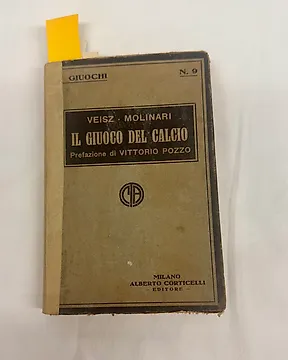 GIUOCHI N. 9
VEISZ - MOLINARI
IL GIUOCO DEL CALCIO
Prefazione di VITTORIO POZZO
MILANO
ALBERTO CORTICELLI
- EDITORE -